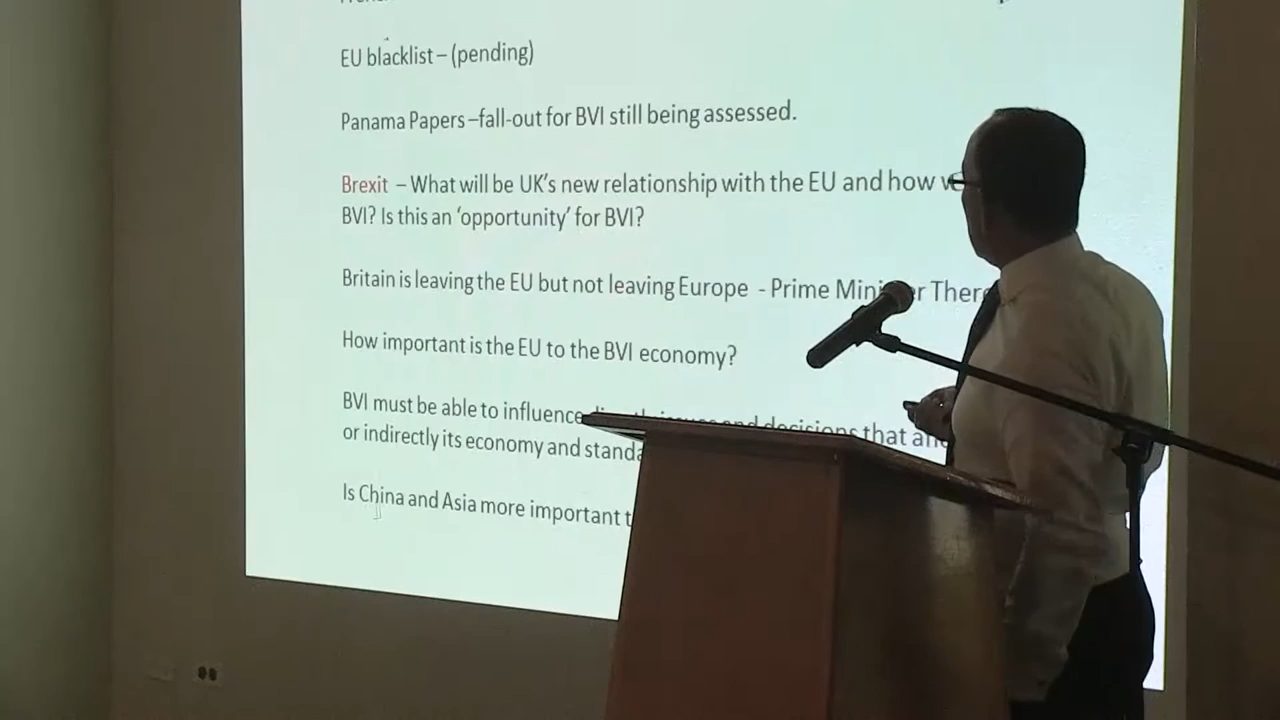 EU blacklist – (pending)
Panama Papers –fall-out for BVI still being assessed.
Brexit – What will be UK's new relationship with the EU and how
BVI? Is this an 'opportunity' for BVI?
Britain is leaving the EU but not leaving Europe - Prime
How important is the EU to the BVI economy?
BVI must be able to influence and decisions that
or indirectly its economy and
Is China and Asia more important